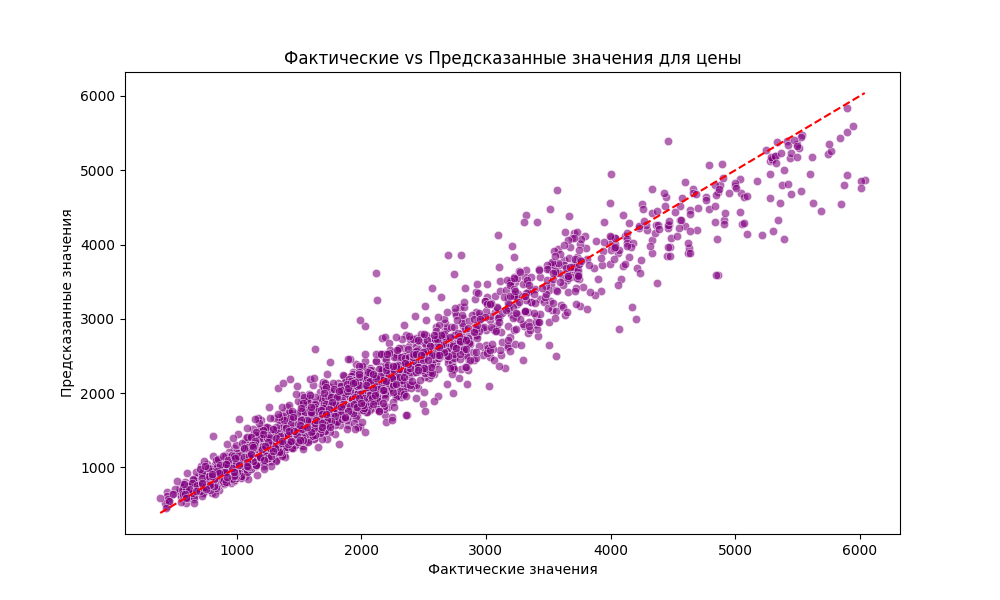 Фактические vs Предсказанные значения для цены
6000
5000
4000
3000
2000
1000
Предсказанные значения
1000 2000 3000 4000 5000 6000
Фактические значения